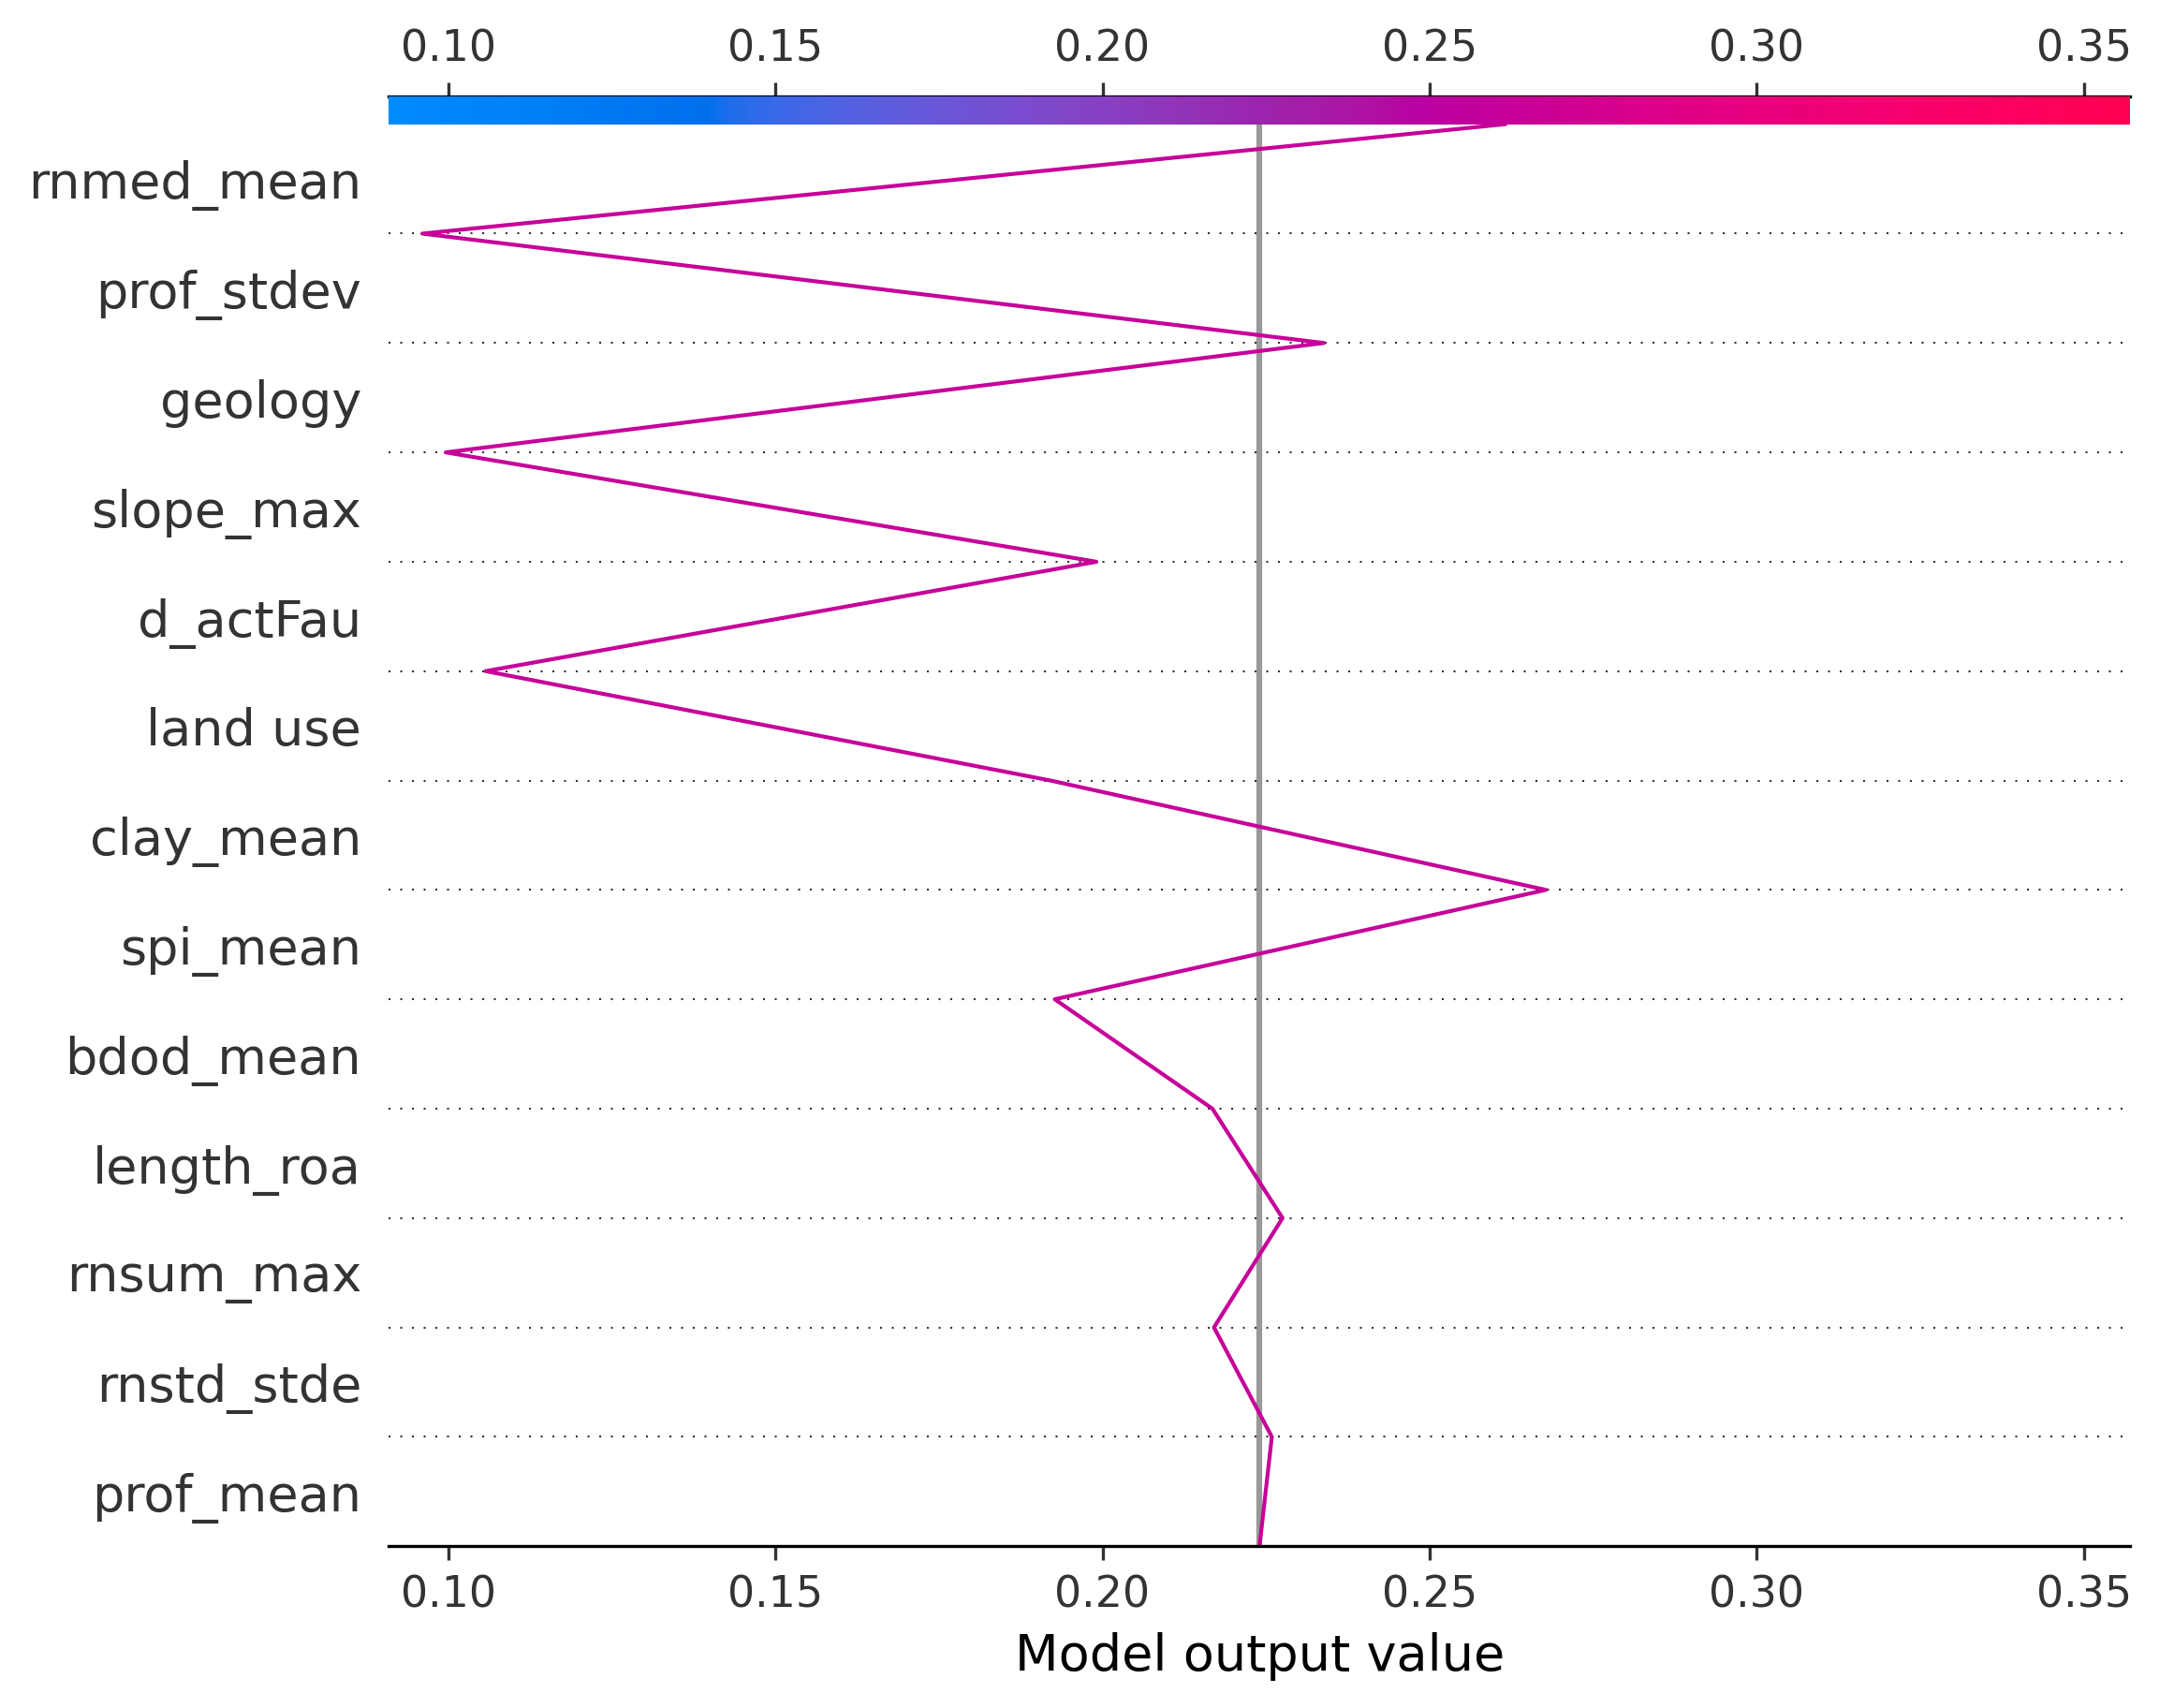 0.10 0.15 0.20 0.25 0.30 0.35
rnmed_mean
prof_stdev
geology
slope_max
d_actFau
land use
clay_mean
spi_mean
bdod_mean
length_roa
rnsum_max
rnstd_stde
prof_mean
0.10 0.15 0.20 0.25 0.30 0.35
Model output value